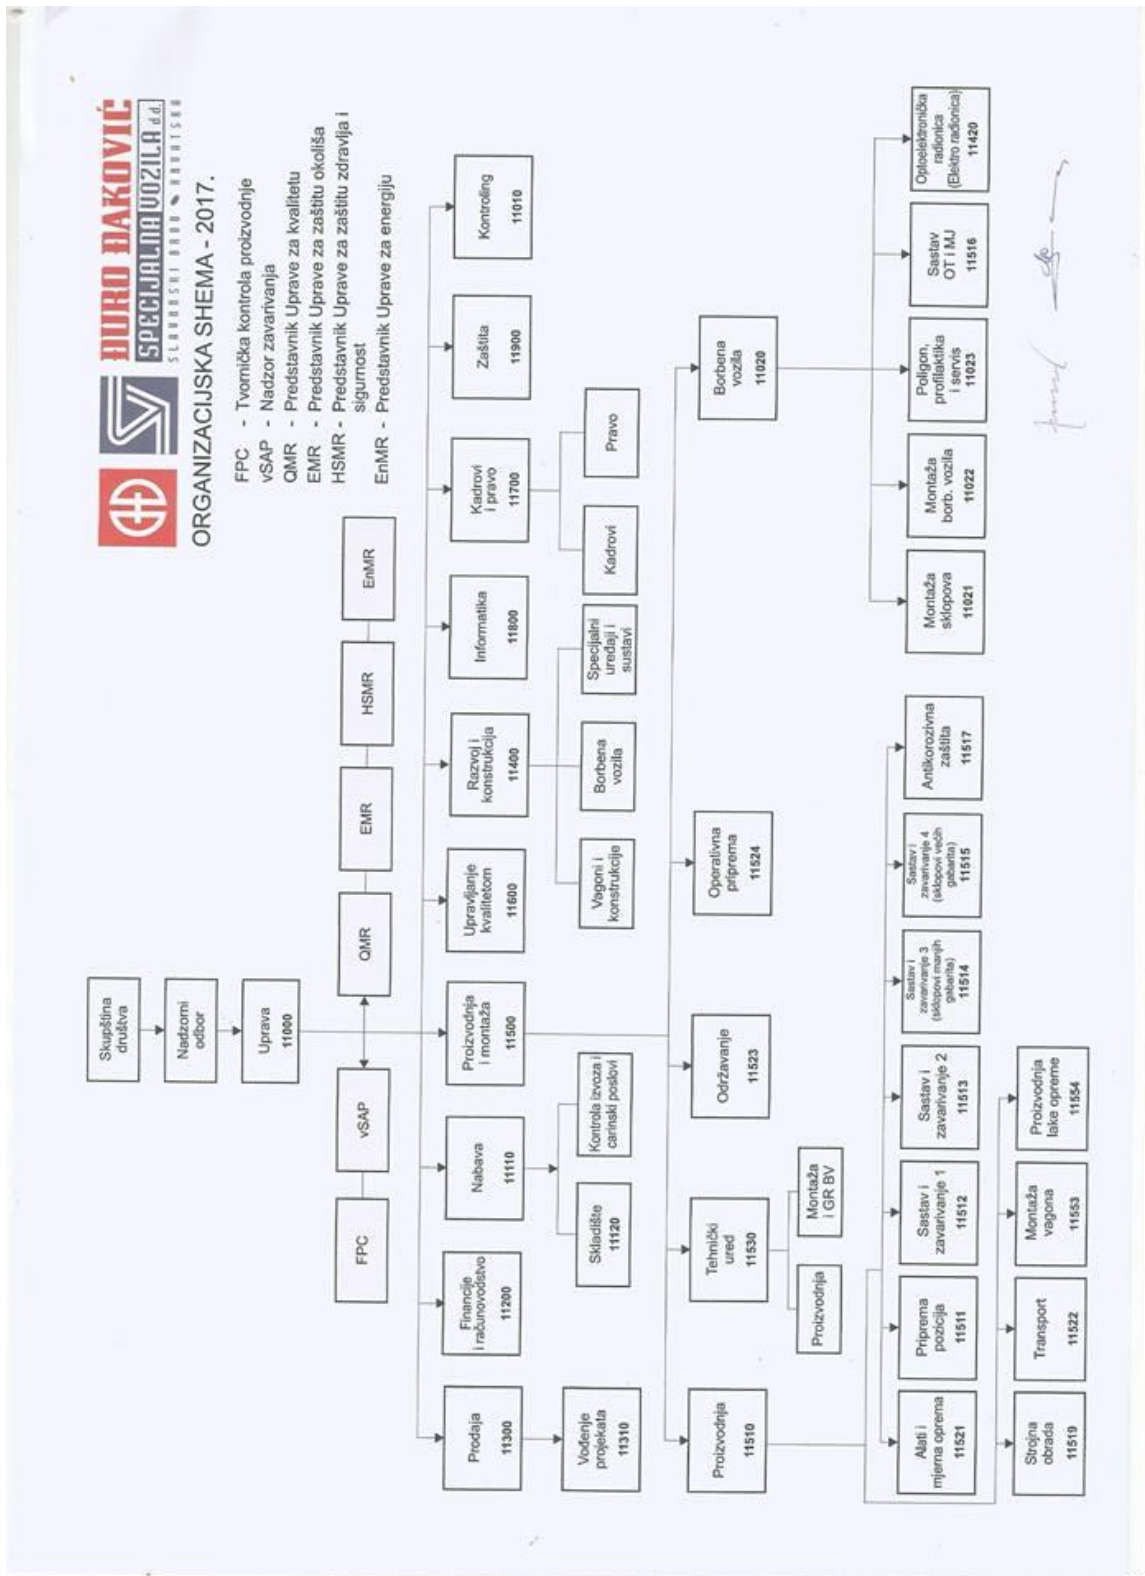 ĐURO ĐAKOVIĆ
SPECIJALNA VOZILA d.d.
SLAVONSKI BROD HRVATSKA
ORGANIZACIJSKA SHEMA - 2017.
FPC - Tvornička kontrola proizvodnje
vSAP - Nadzor zavarivanja
QMR - Predstavnik Uprave za kvalitetu
EMR - Predstavnik Uprave za zaštitu okoliša
HSMR - Predstavnik Uprave za zaštitu zdravlja i
sigurnost
EnMR - Predstavnik Uprave za energiju
Skupština
društva
Nadzorni
odbor
Uprava
11000
FPC
vSAP
QMR
EMR
HSMR
EnMR
Prodaja
11300
Financije
i računovodstvo
11200
Nabava
11110
Proizvodnja
i montaža
11500
Upravljanje
kvalitetom
11600
Razvoj i
konstrukcija
11400
Informatika
11800
Kadrovi
i pravo
11700
Zaštita
11900
Kontroling
11010
Vođenje
projekata
11310
Skladište
11120
Kontrola izvoza i
carinski poslovi
Vagoni i
konstrukcije
Borbena
vozila
Specijalni
uređaji i
sustavi
Kadrovi
Pravo
Proizvodnja
11510
Tehnički
ured
11530
Održavanje
11523
Operativna
priprema
11524
Borbena
vozila
11020
Proizvodnja
Montaža
i GR BV
Alati i
mjerna oprema
11521
Priprema
pozicija
11511
Sastav i
zavarivanje 1
11512
Sastav i
zavarivanje 2
11513
Sastav i
zavarivanje 3
(sklopovi manjih
gabarita)
11514
Sastav i
zavarivanje 4
(sklopovi većih
gabarita)
11515
Antikorozivna
zaštita
11517
Montaža
sklopova
11021
Montaža
borb. vozila
11022
Poligon,
profilaktika
i servis
11023
Sastav
OT i MJ
11516
Optoelektronička
radionica
(Elektro radionica)
11420
Strojna
obrada
11519
Transport
11522
Montaža
vagona
11553
Proizvodnja
lake opreme
11554